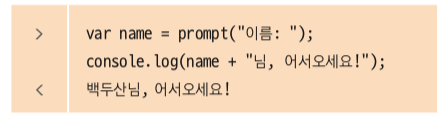 > var name = prompt("이름: ");
console.log(name + "님, 어서오세요!");
< 백두산님, 어서오세요!